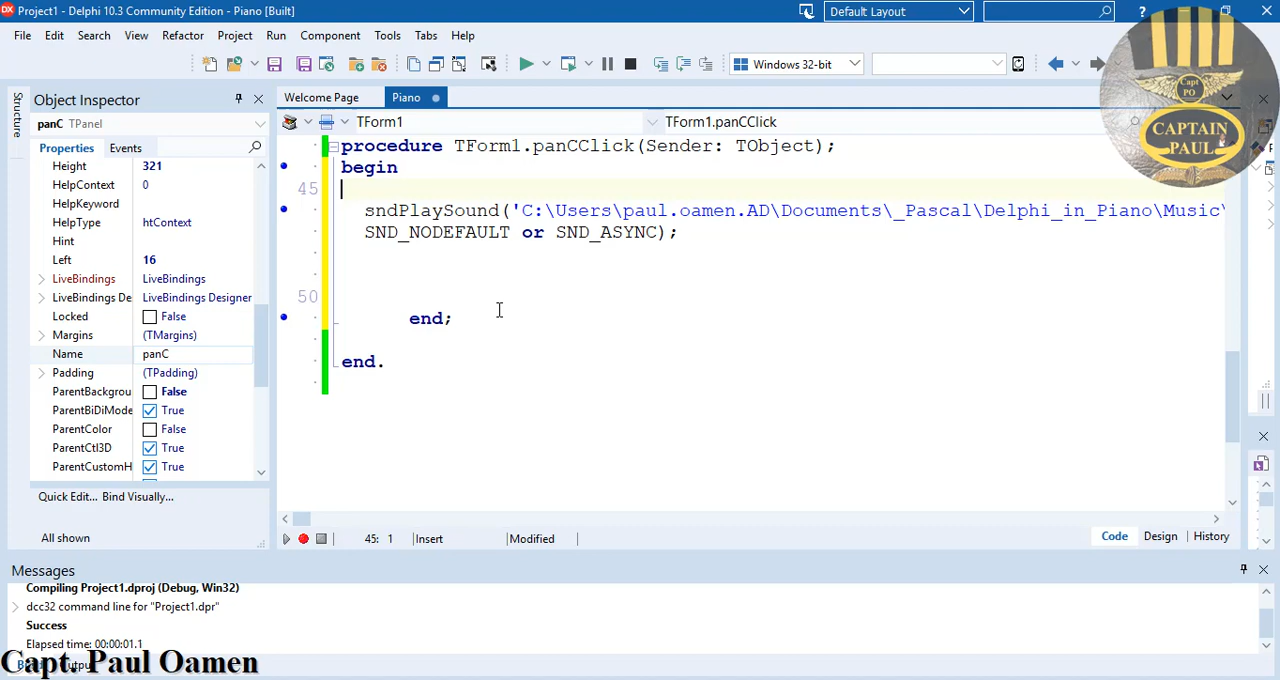 Project1 - Delphi 10.3 Community Edition - Piano [Built]
Default Layout
File Edit Search View Refactor Project Run Component Tools Tabs Help
Windows 32-bit
Capt
PO
CAPTAIN
PAUL
Structure
Object Inspector
panC TPanel
Properties Events
Height 321
HelpContext 0
HelpKeyword
HelpType htContext
Hint
Left 16
LiveBindings LiveBindings
LiveBindings De LiveBindings Designer
Locked False
Margins (TMargins)
Name panC
Padding (TPadding)
ParentBackgrou False
ParentBiDiMode True
ParentColor False
ParentCtl3D True
ParentCustomH True
Quick Edit... Bind Visually...
All shown
Welcome Page Piano
TForm1 TForm1.panCClick
procedure TForm1.panCClick(Sender: TObject);
begin
45
sndPlaySound('C:\Users\paul.oamen.AD\Documents\_Pascal\Delphi_in_Piano\Music\
SND_NODEFAULT or SND_ASYNC);
50
end;
end.
45: 1 Insert Modified
Code Design History
Messages
Compiling Project1.dproj (Debug, Win32)
dcc32 command line for "Project1.dpr"
Success
Elapsed time: 00:00:01.1
Capt. Paul Oamen